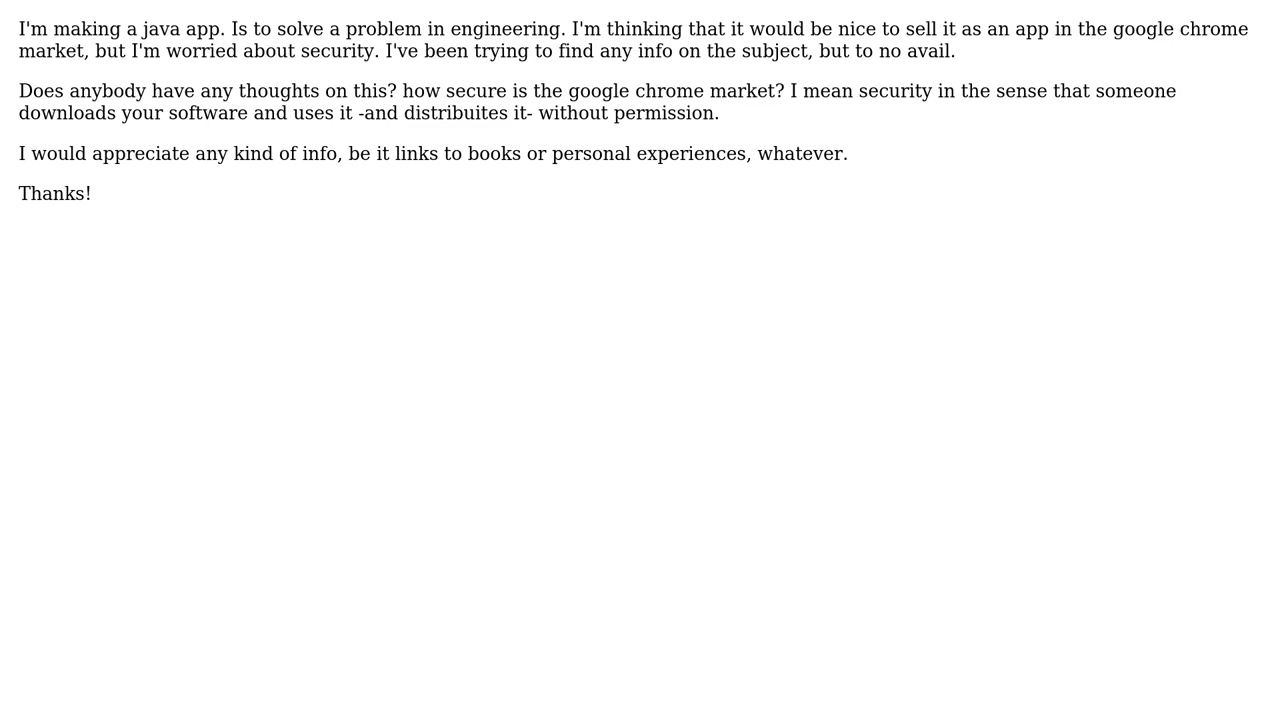 I'm making a java app. Is to solve a problem in engineering. I'm thinking that it would be nice to sell it as an app in the google chrome
market, but I'm worried about security. I've been trying to find any info on the subject, but to no avail.
Does anybody have any thoughts on this? how secure is the google chrome market? I mean security in the sense that someone
downloads your software and uses it -and distribuites it- without permission.
I would appreciate any kind of info, be it links to books or personal experiences, whatever.
Thanks!